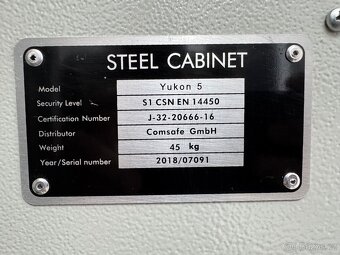 STEEL CABINET
Model Yukon 5
Security Level S1 CSN EN 14450
Certification Number J-32-20666-16
Distributor Comsafe GmbH
Weight 45 kg
Year/Serial number 2018/07091